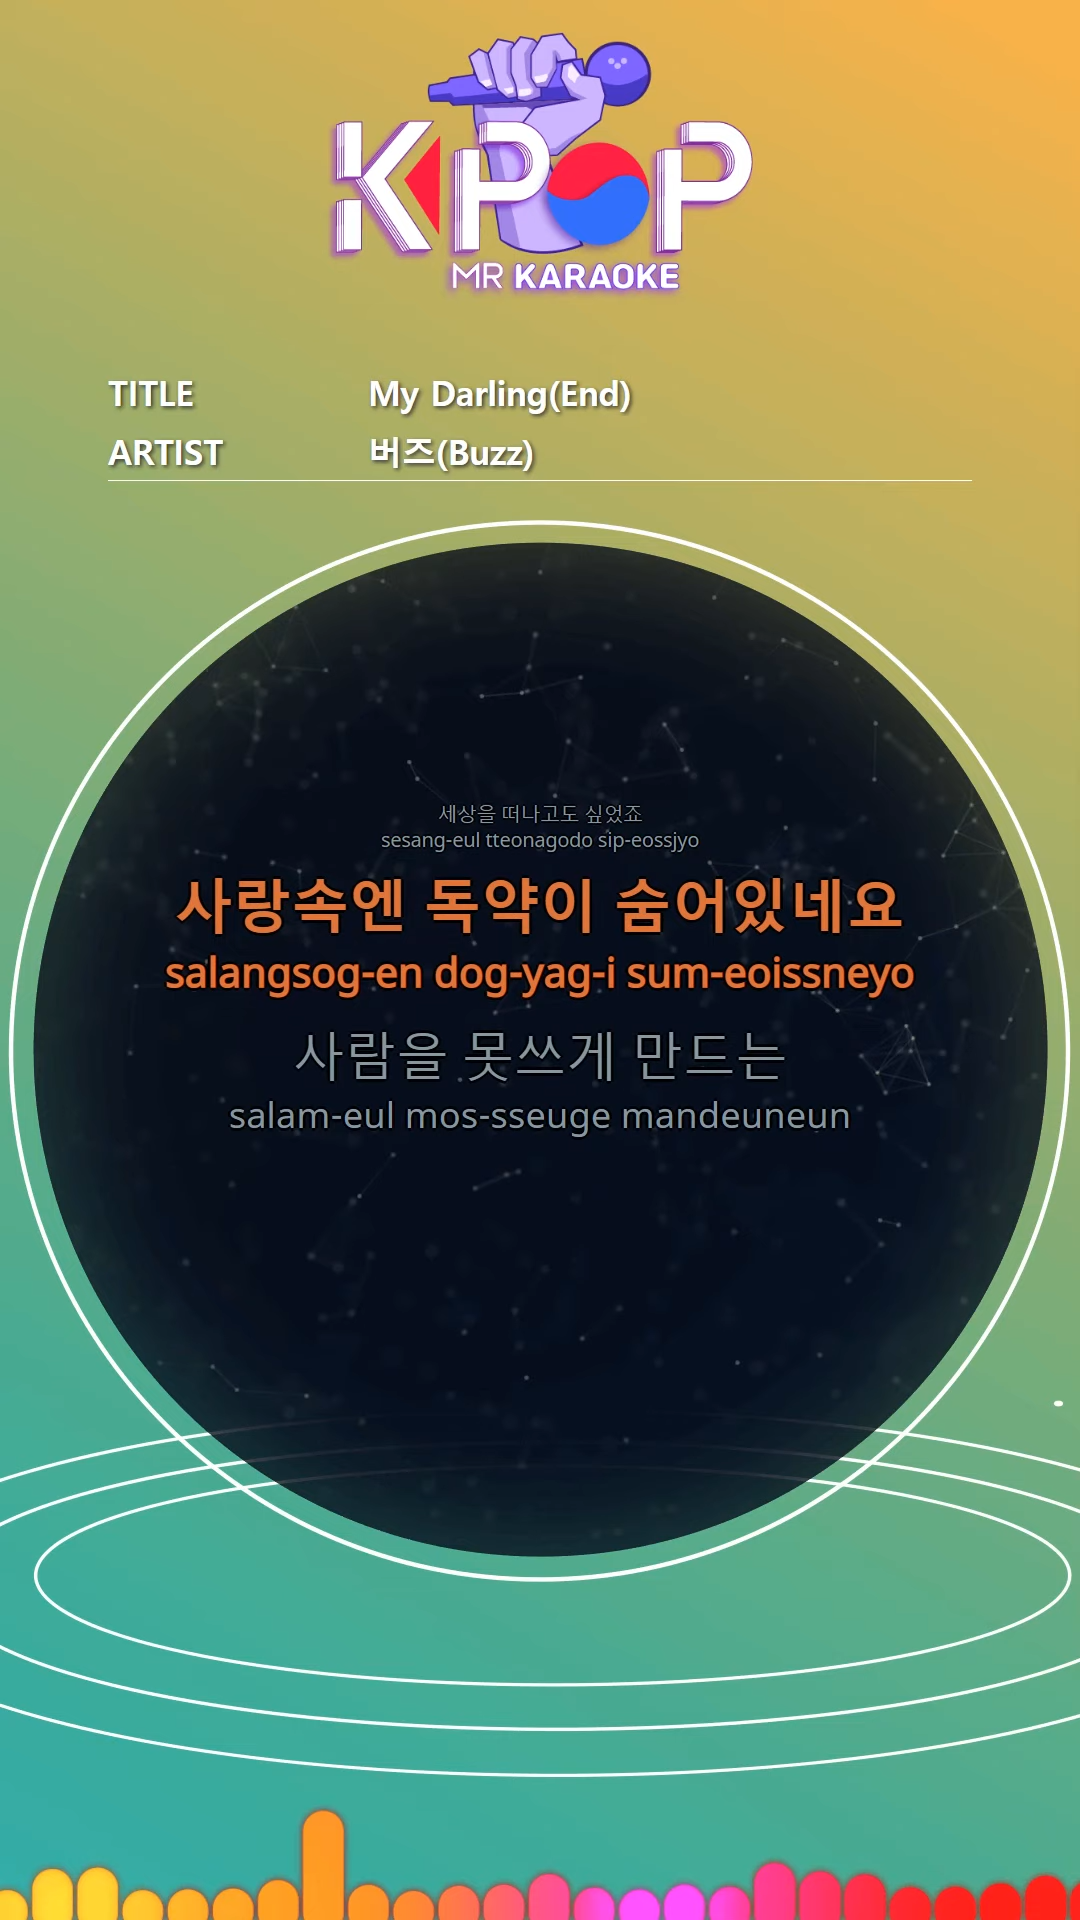 KPOP
MR KARAOKE
TITLE My Darling(End)
ARTIST 버즈(Buzz)
세상을 떠나고도 싶었죠
sesang-eul tteonagodo sip-eossjyo
사랑속엔 독약이 숨어있네요
salangsog-en dog-yag-i sum-eoissneyo
사람을 못쓰게 만드는
salam-eul mos-sseuge mandeuneun